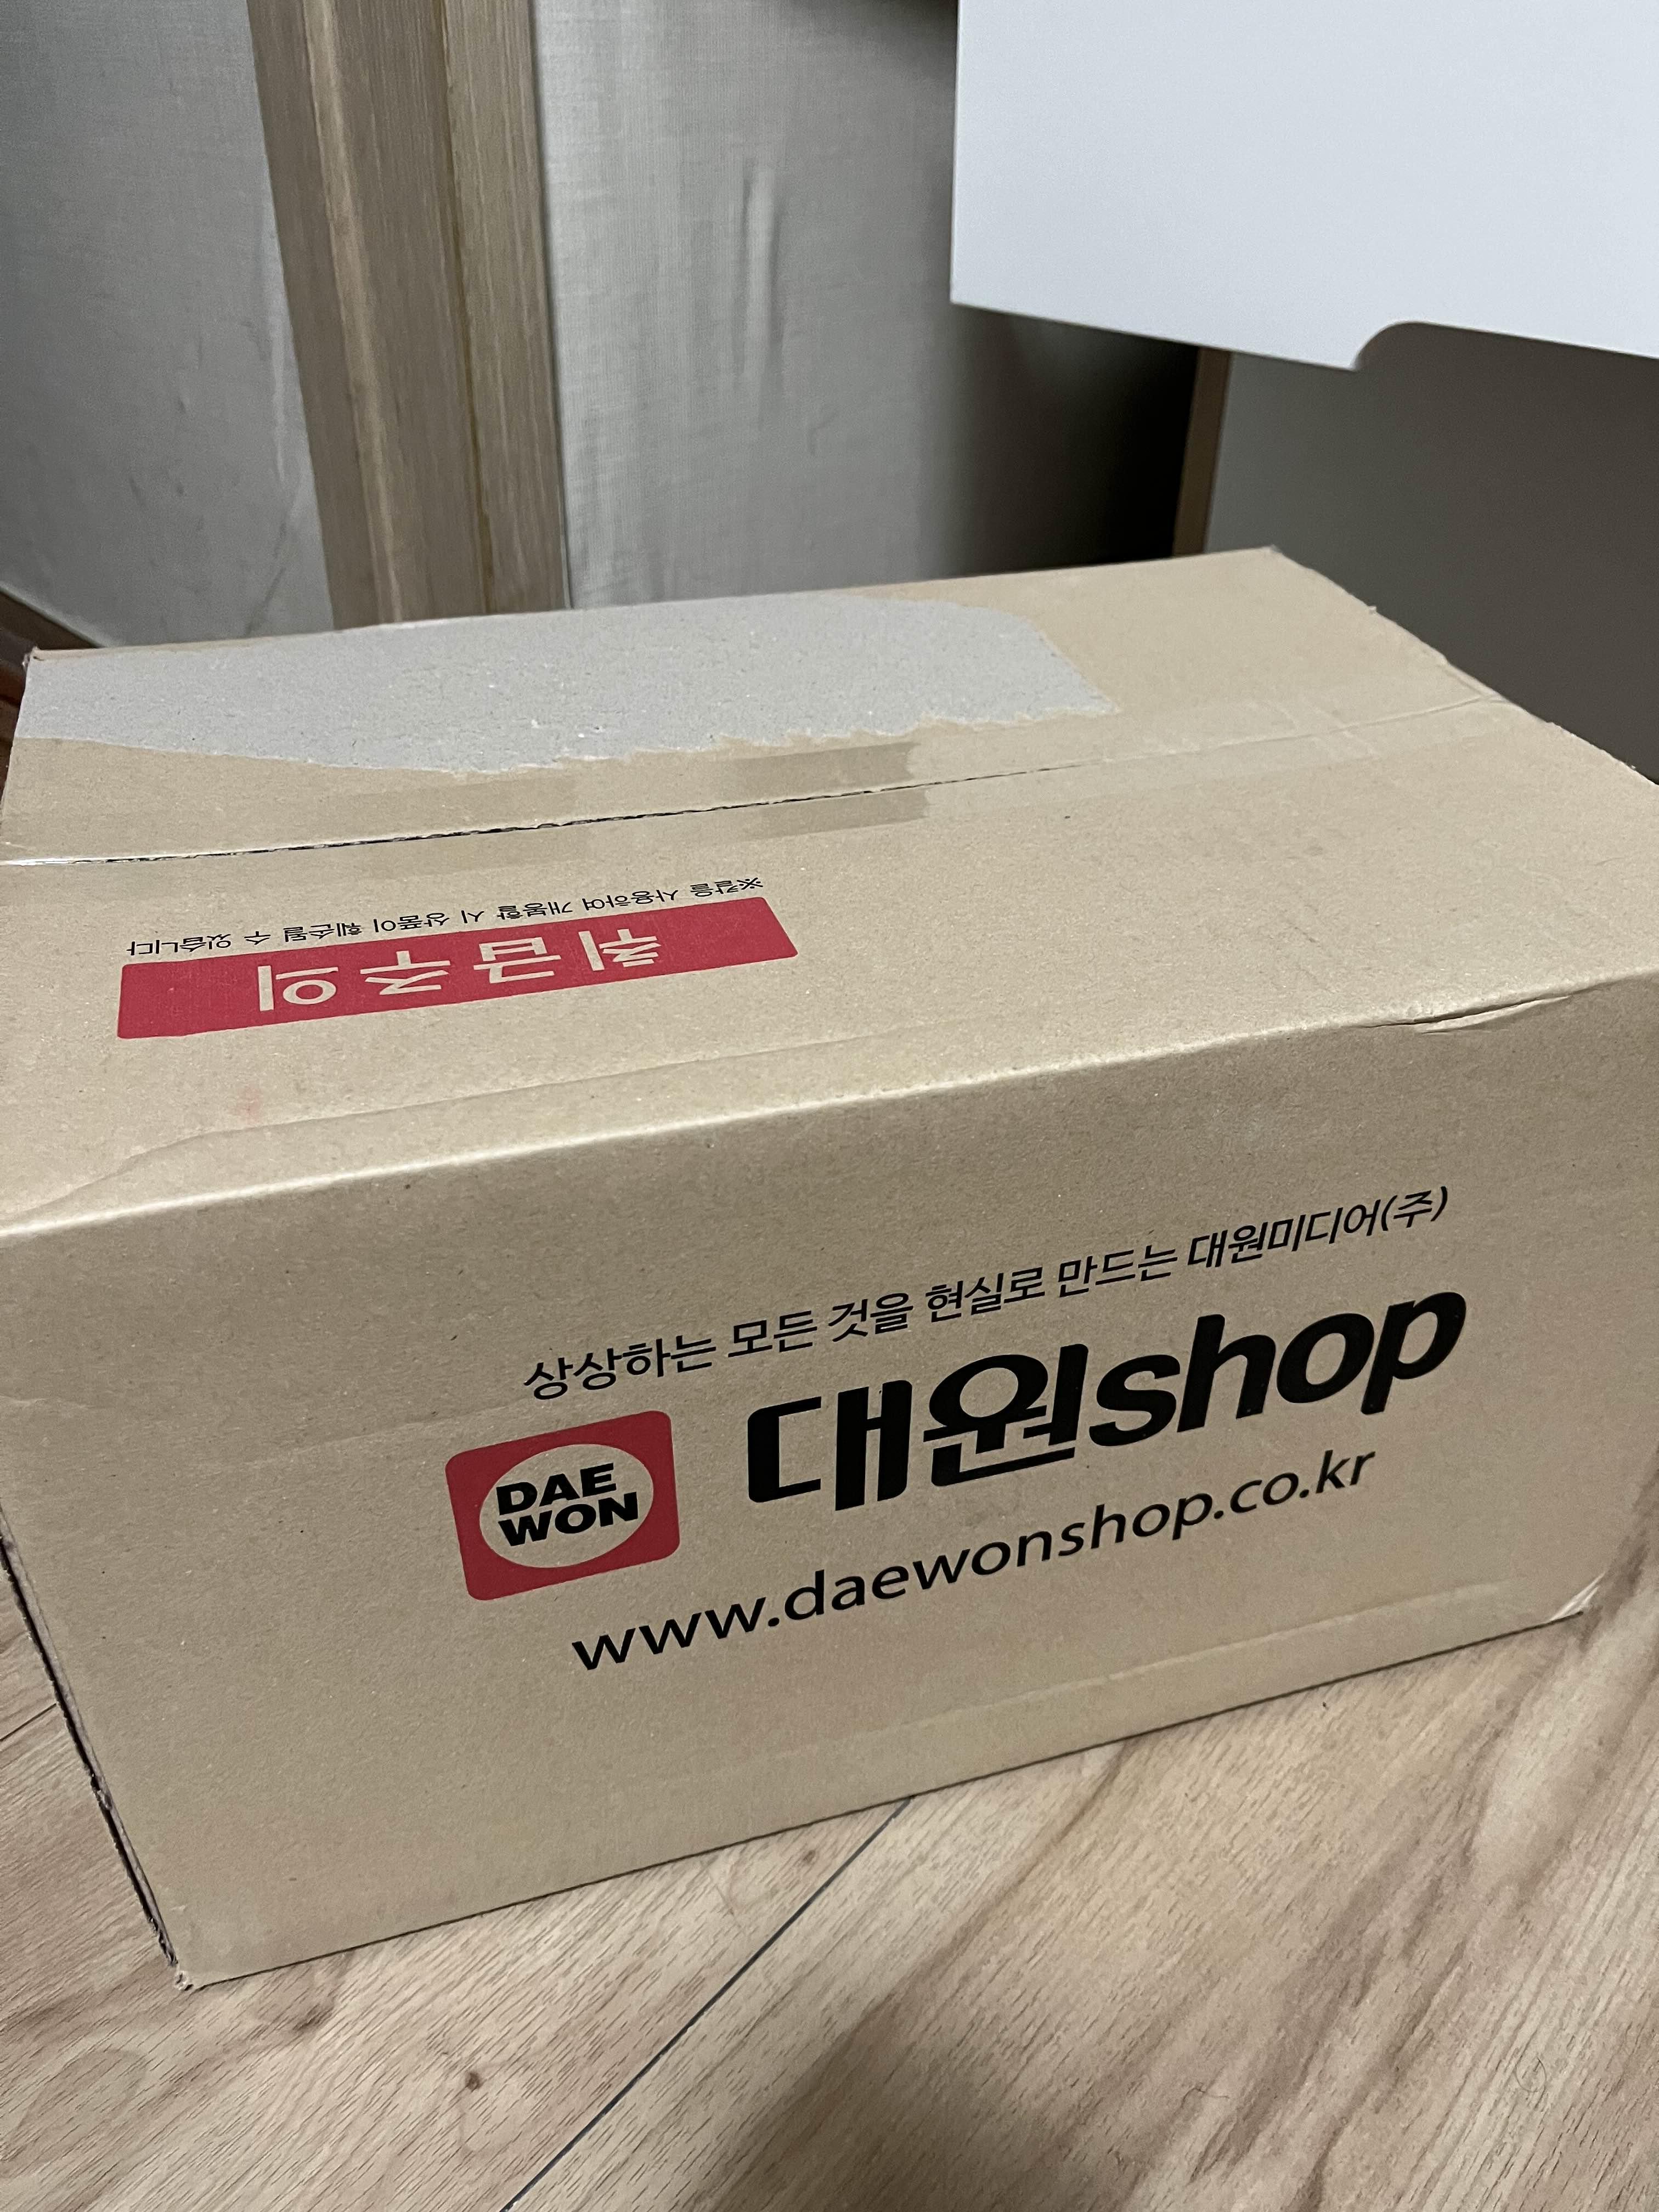 ※칼을 사용하여 개봉할 시 상품이 훼손될 수 있습니다
취급주의
상상하는 모든 것을 현실로 만드는 대원미디어(주)
DAE
WON
대원shop
www.daewonshop.co.kr